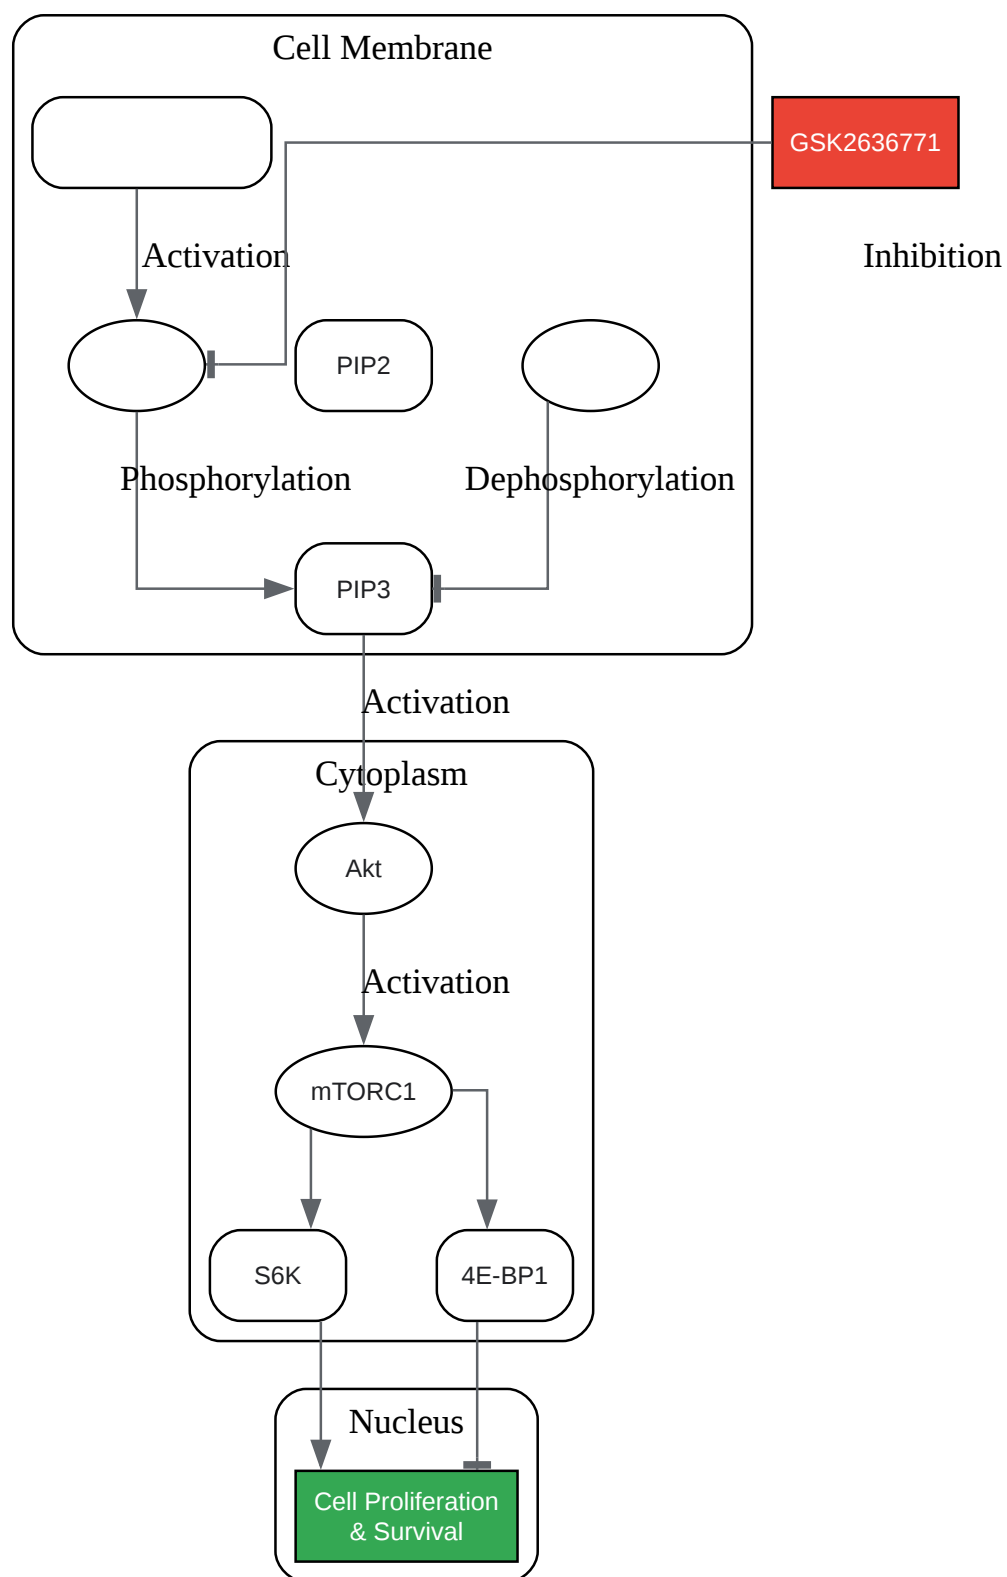 Cell Membrane
GSK2636771
Activation
Inhibition
PIP2
Phosphorylation
Dephosphorylation
PIP3
Activation
Cytoplasm
Akt
Activation
mTORC1
S6K
4E-BP1
Nucleus
Cell Proliferation
& Survival